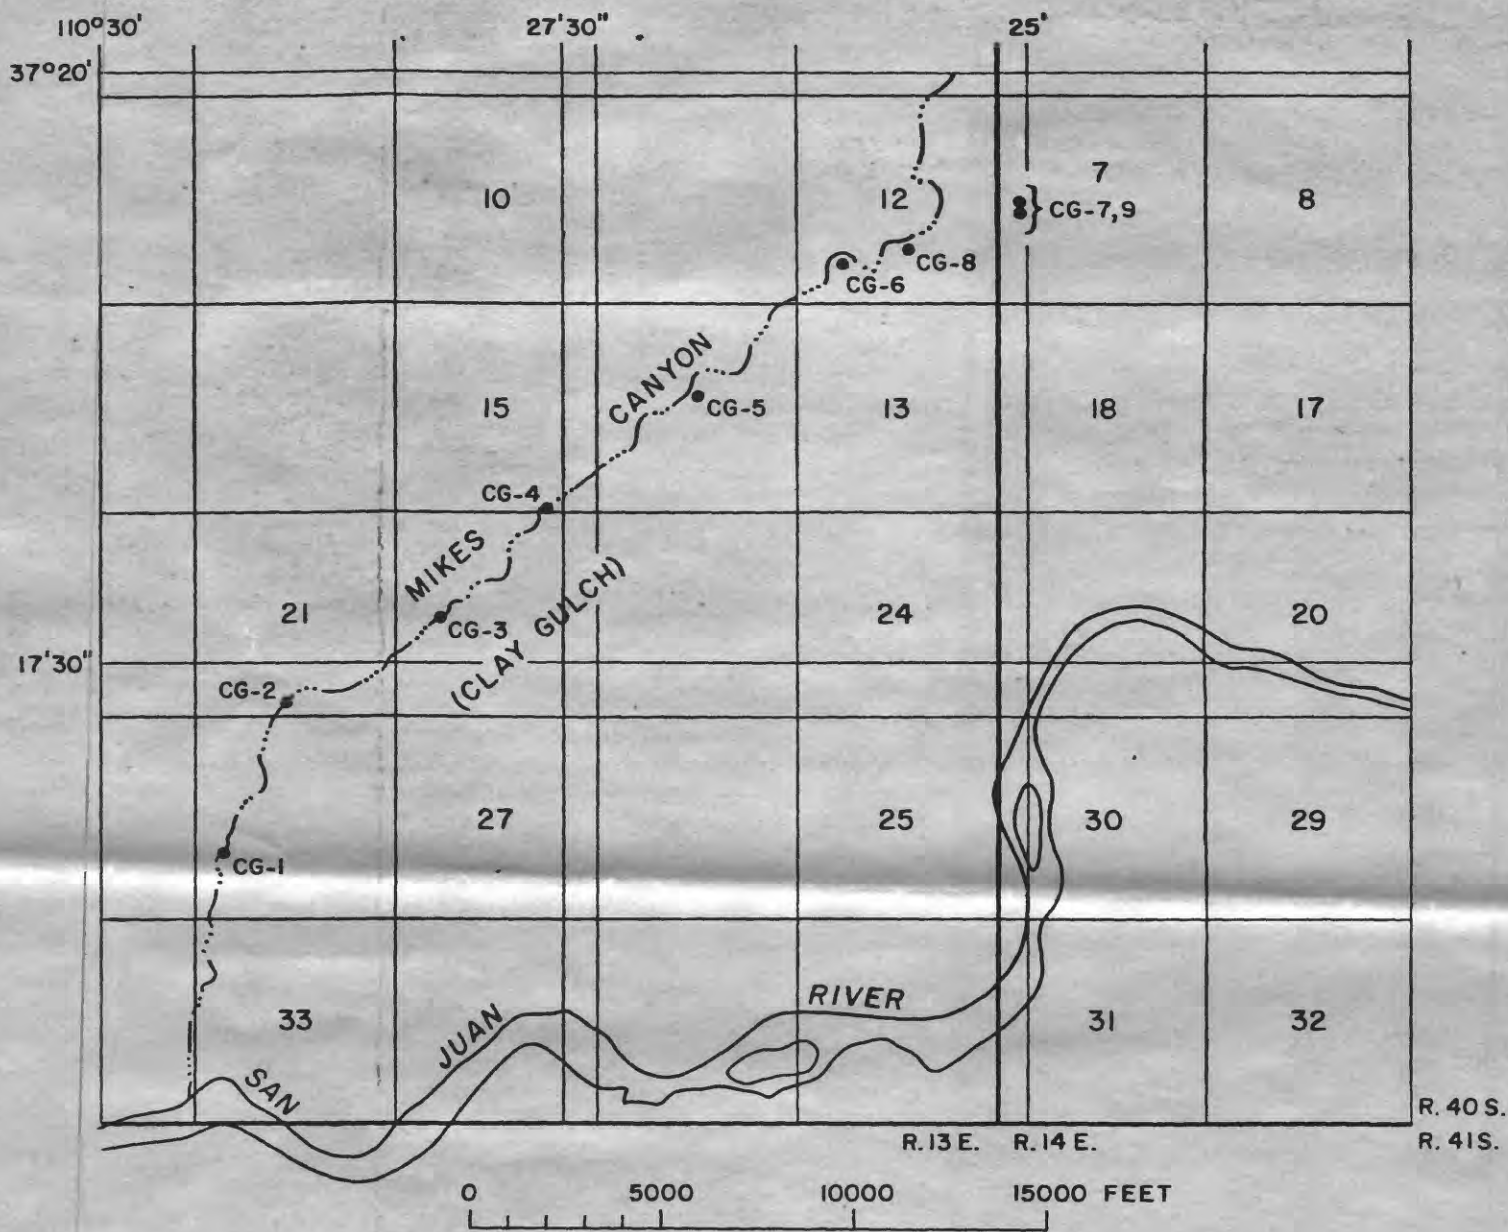 110°30' 27'30" 25'
37°20'
7
10 12 8
CG-7,9
CG-8
CG-6
CANYON
15 CG-5 13 18 17
CG-4
MIKES
(CLAY GULCH)
21 CG-3 24 20
17'30"
CG-2
27 25 30 29
CG-1
RIVER
33 JUAN 31 32
SAN
R. 40 S.
R. 13 E. R. 14 E. R. 41 S.
0 5000 10000 15000 FEET